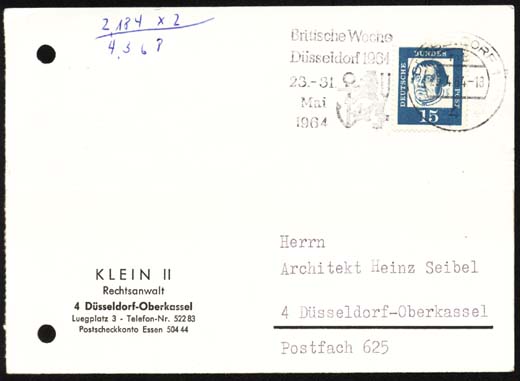 2,184 x 2
4,368
Britische Woche
Düsseldorf 1964
23.-31.
Mai
1964
DEUTSCHE
BUNDES
POST
15
KLEIN II
Rechtsanwalt
4 Düsseldorf-Oberkassel
Luegplatz 3 - Telefon-Nr. 52283
Postscheckkonto Essen 50444
Herrn
Architekt Heinz Seibel
4 Düsseldorf-Oberkassel
Postfach 625